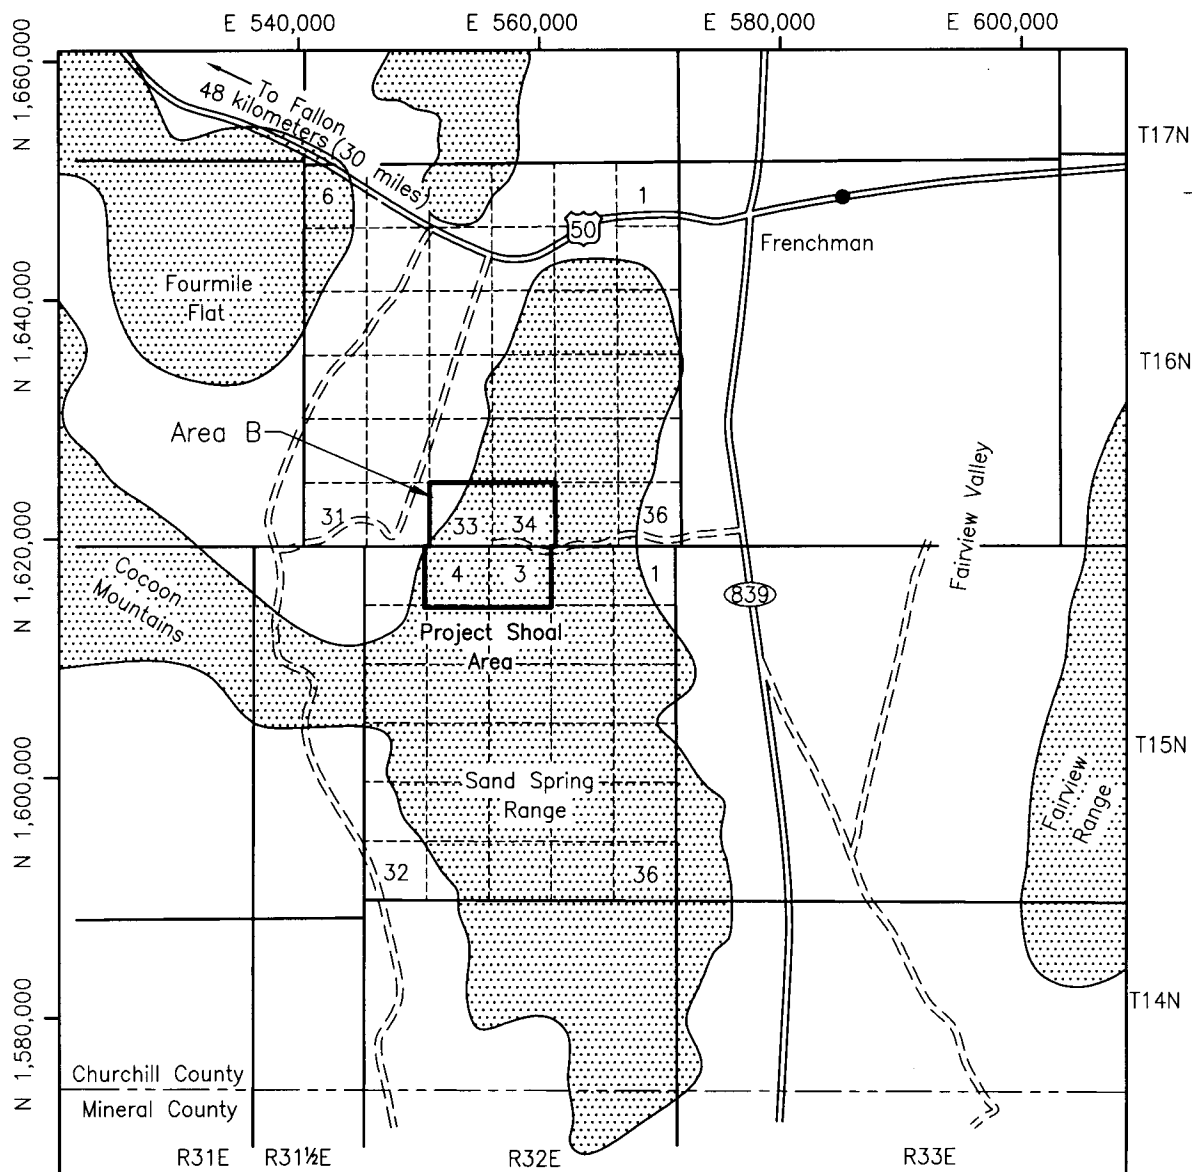 E 540,000
E 560,000
E 580,000
E 600,000
N 1,660,000
To Fallon
48 kilometers (30 miles)
T17N
6
1
50
Frenchman
Fourmile
Flat
N 1,640,000
T16N
Area B
Fairview Valley
31
33
34
36
N 1,620,000
Cocoon
Mountains
4
3
1
839
Project Shoal
Area
T15N
N 1,600,000
Sand Spring
Range
Fairview
Range
32
36
T14N
N 1,580,000
Churchill County
Mineral County
R31E
R31½E
R32E
R33E